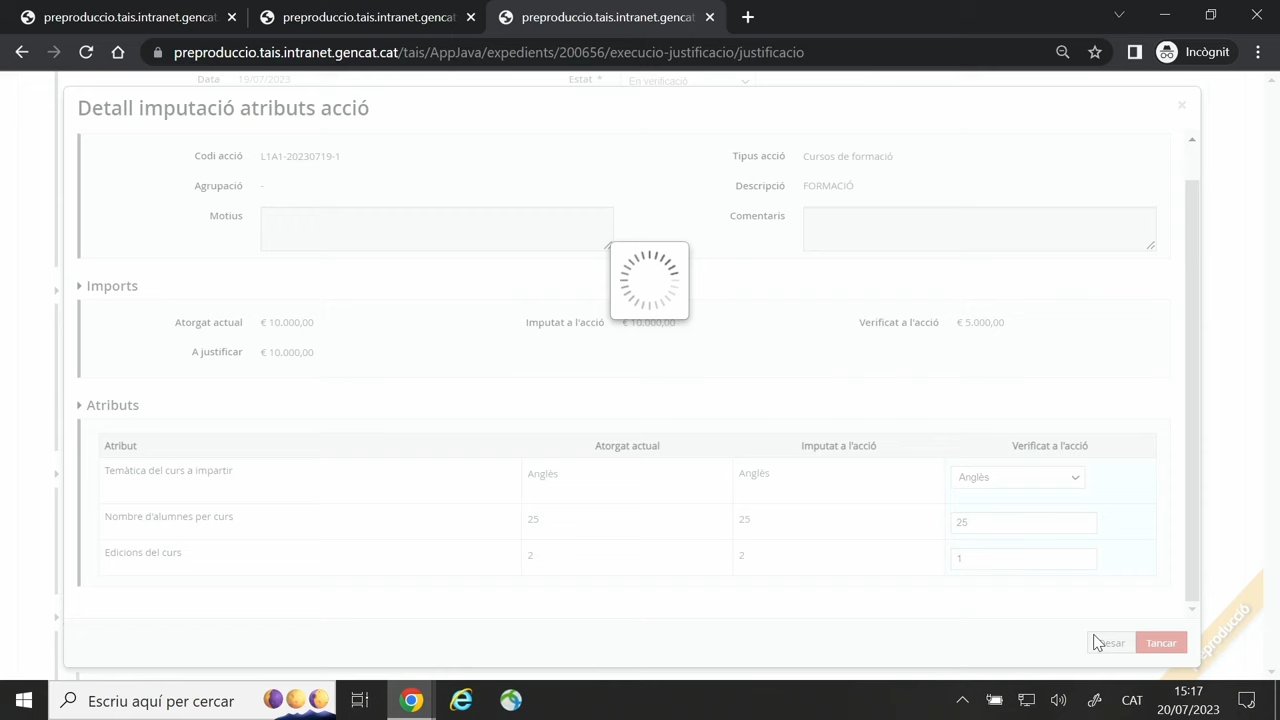 preproduccio.tais.intranet.gencat
preproduccio.tais.intranet.gencat
preproduccio.tais.intranet.gencat
preproduccio.tais.intranet.gencat.cat/tais/AppJava/expedients/200656/execucio-justificacio/justificacio
Incògnit
Data 19/07/2023 Estat * En verificació
Detall imputació atributs acció
Codi acció L1A1-20230719-1 Tipus acció Cursos de formació
Agrupació - Descripció FORMACIÓ
Motius Comentaris
Imports
Atorgat actual € 10.000,00 Imputat a l'acció € 10.000,00 Verificat a l'acció € 5.000,00
A justificar € 10.000,00
Atributs
Atribut Atorgat actual Imputat a l'acció Verificat a l'acció
Temàtica del curs a impartir Anglès Anglès Anglès
Nombre d'alumnes per curs 25 25 25
Edicions del curs 2 2 1
Tancar
Escriu aquí per cercar
CAT
15:17
20/07/2023